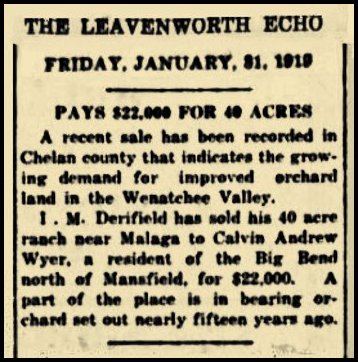 THE LEAVENWORTH ECHO
FRIDAY, JANUARY, 31, 1919
PAYS $22,000 FOR 40 ACRES
A recent sale has been recorded in
Chelan county that indicates the grow-
ing demand for improved orchard
land in the Wenatchee Valley.
I . M. Derifield has sold his 40 acre
ranch near Malaga to Calvin Andrew
Wyer, a resident of the Big Bend
north of Mansfield, for $22,000. A
part of the place is in bearing or-
chard set out nearly fifteen years ago.